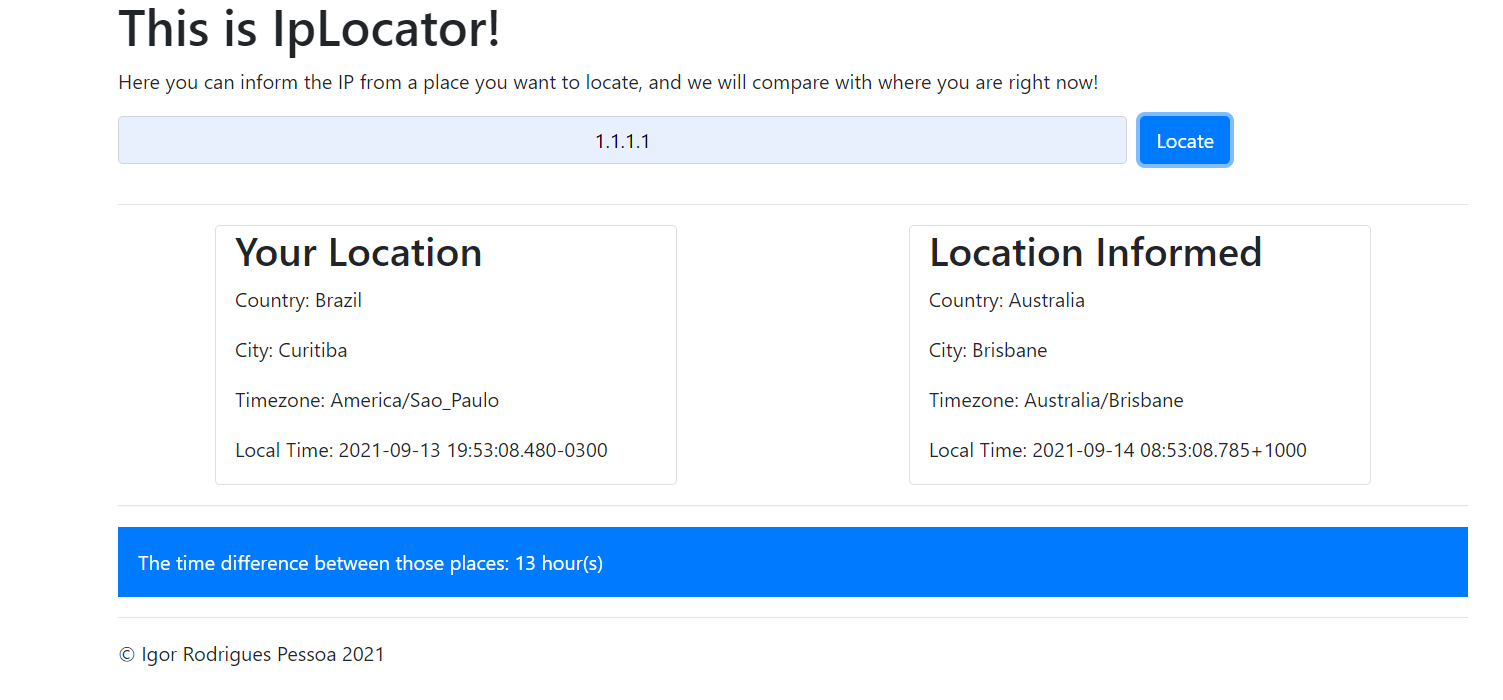 This is IpLocator!
Here you can inform the IP from a place you want to locate, and we will compare with where you are right now!
1.1.1.1
Locate
Your Location
Country: Brazil
City: Curitiba
Timezone: America/Sao_Paulo
Local Time: 2021-09-13 19:53:08.480-0300
Location Informed
Country: Australia
City: Brisbane
Timezone: Australia/Brisbane
Local Time: 2021-09-14 08:53:08.785+1000
The time difference between those places: 13 hour(s)
© Igor Rodrigues Pessoa 2021